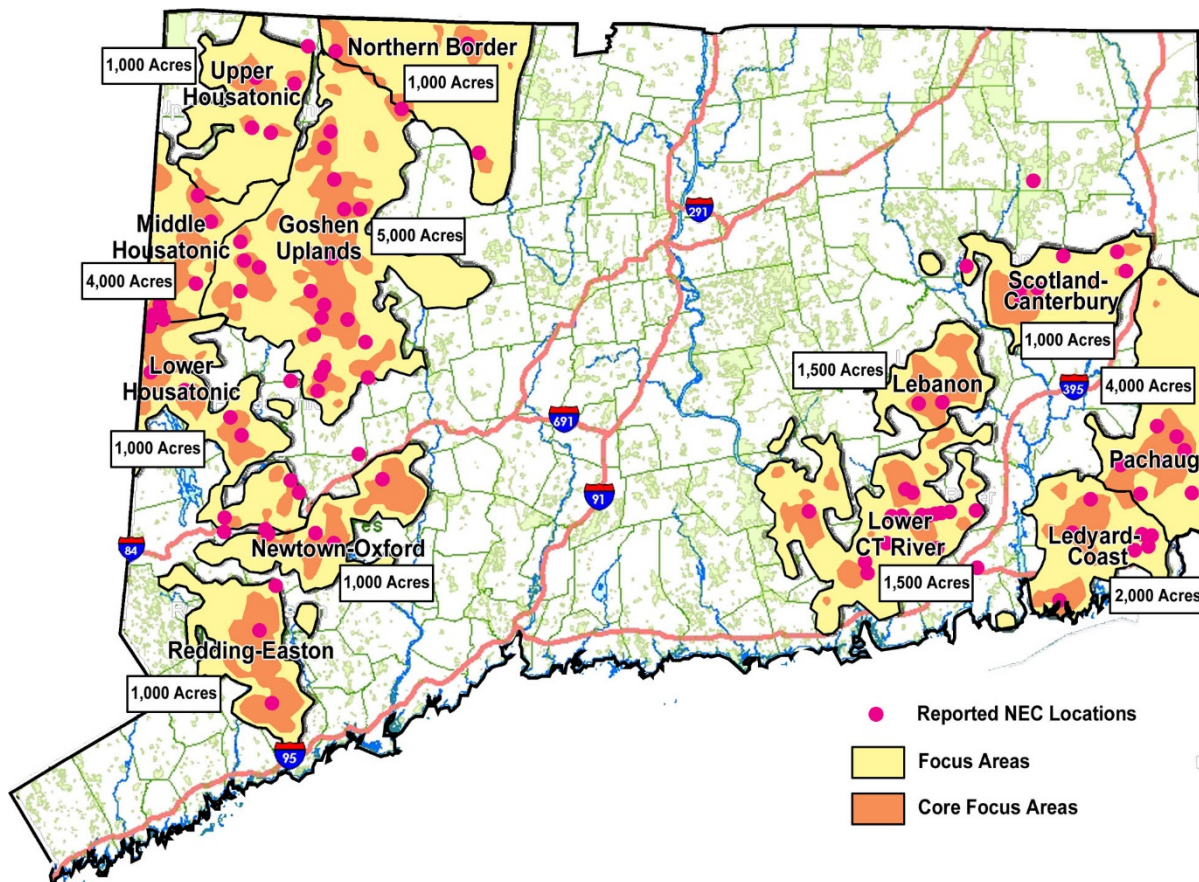 Northern Border
1,000 Acres
Upper
Housatonic
1,000 Acres
Middle
Housatonic
4,000 Acres
Goshen
Uplands
5,000 Acres
291
Scotland-
Canterbury
1,000 Acres
Lower
Housatonic
1,000 Acres
1,500 Acres
Lebanon
395
4,000 Acres
691
Pachaug
91
84
Newtown-Oxford
1,000 Acres
Lower
CT River
1,500 Acres
Ledyard-
Coast
2,000 Acres
Redding-Easton
1,000 Acres
95
Reported NEC Locations
Focus Areas
Core Focus Areas